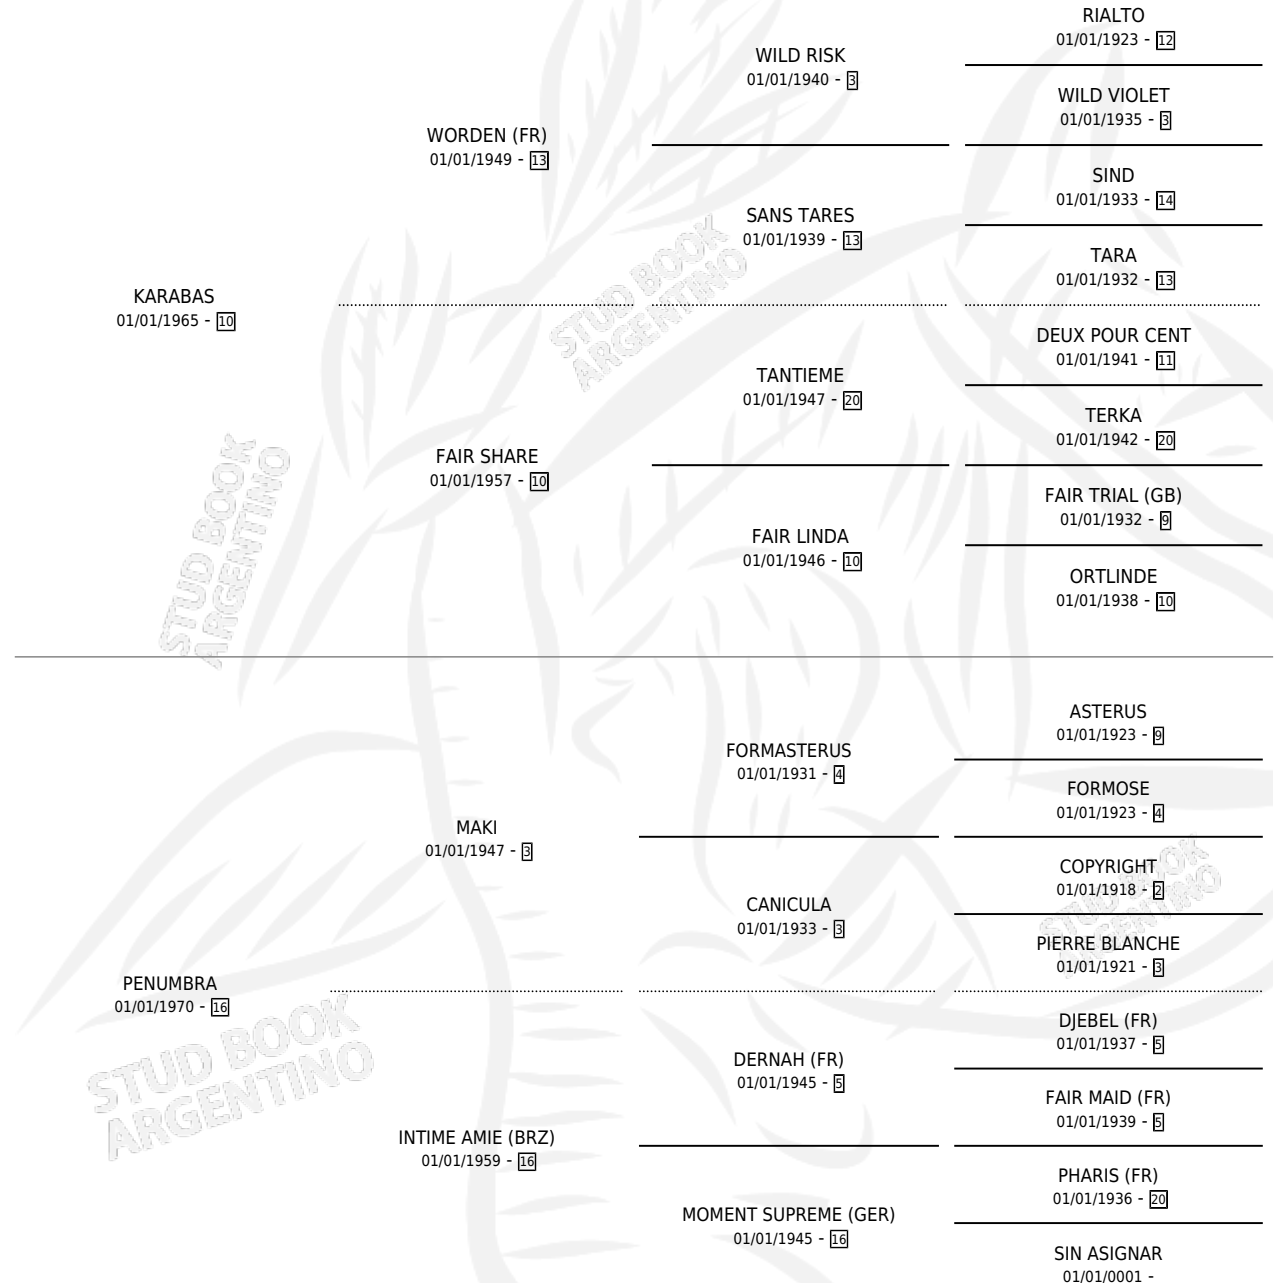 RIALTO
01/01/1923 - 12
WILD RISK
01/01/1940 - 3
WILD VIOLET
01/01/1935 - 3
WORDEN (FR)
01/01/1949 - 13
SIND
01/01/1933 - 14
SANS TARES
01/01/1939 - 13
TARA
01/01/1932 - 13
KARABAS
01/01/1965 - 10
DEUX POUR CENT
01/01/1941 - 11
TANTIEME
01/01/1947 - 20
TERKA
01/01/1942 - 20
FAIR SHARE
01/01/1957 - 10
FAIR TRIAL (GB)
01/01/1932 - 9
FAIR LINDA
01/01/1946 - 10
ORTLINDE
01/01/1938 - 10
ASTERUS
01/01/1923 - 9
FORMASTERUS
01/01/1931 - 4
FORMOSE
01/01/1923 - 4
MAKI
01/01/1947 - 3
COPYRIGHT
01/01/1918 - 2
CANICULA
01/01/1933 - 3
PIERRE BLANCHE
01/01/1921 - 3
PENUMBRA
01/01/1970 - 16
DJEBEL (FR)
01/01/1937 - 5
DERNAH (FR)
01/01/1945 - 5
FAIR MAID (FR)
01/01/1939 - 5
INTIME AMIE (BRZ)
01/01/1959 - 16
PHARIS (FR)
01/01/1936 - 20
MOMENT SUPREME (GER)
01/01/1945 - 16
SIN ASIGNAR
01/01/0001 -
STUD BOOK
ARGENTINO
STUD BOOK
ARGENTINO
STUD BOOK
ARGENTINO
STUD BOOK
ARGENTINO